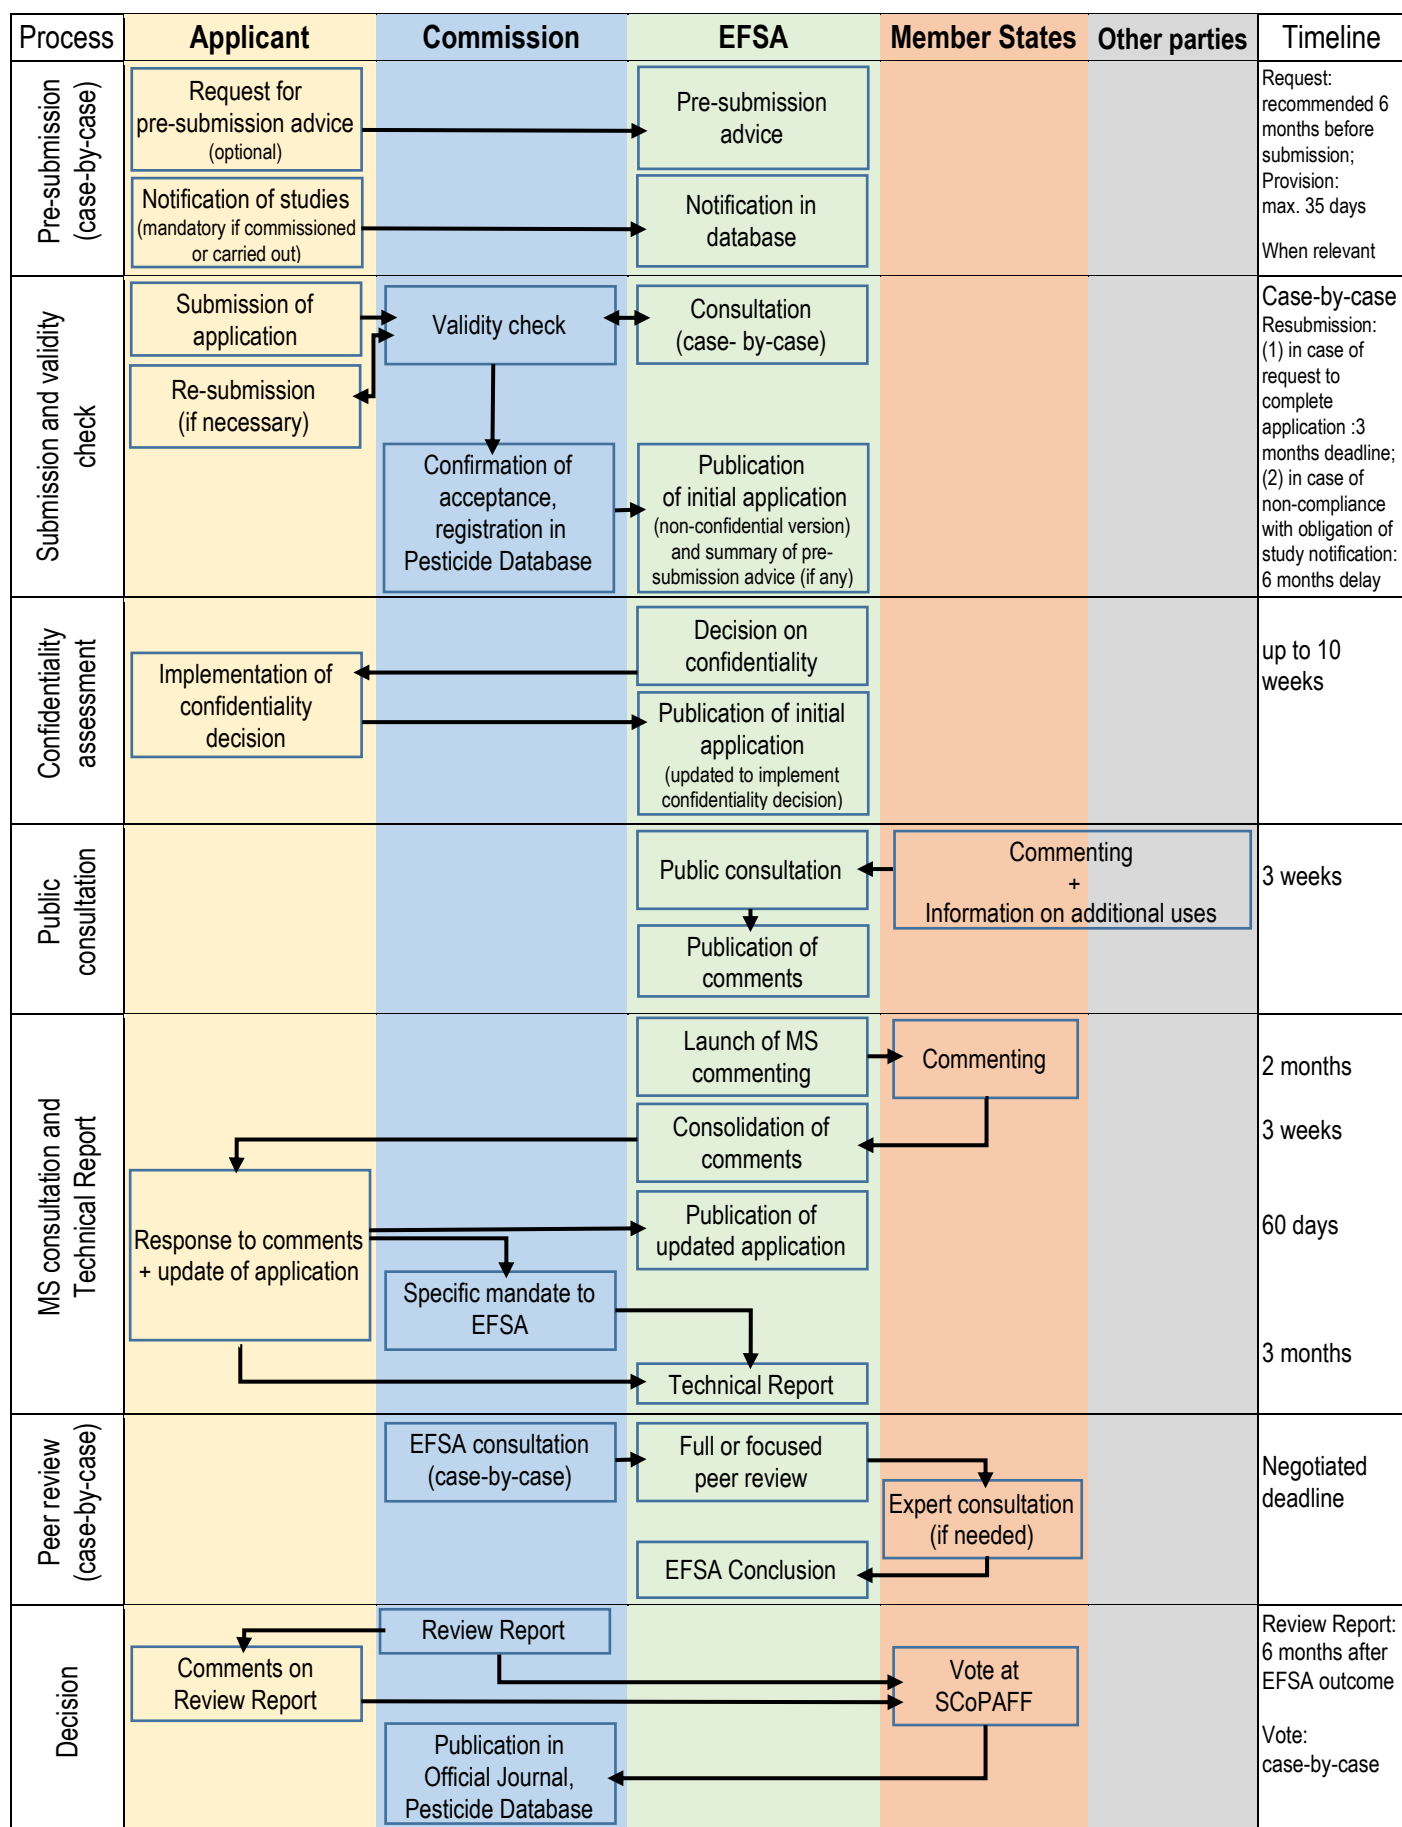 Process
Applicant
Commission
EFSA
Member States
Other parties
Timeline
Pre-submission
(case-by-case)
Request for
pre-submission advice
(optional)
Pre-submission
advice
Notification of studies
(mandatory if commissioned
or carried out)
Notification in
database
Request:
recommended 6
months before
submission;
Provision:
max. 35 days
When relevant
Submission and validity
check
Submission of
application
Validity check
Consultation
(case- by-case)
Re-submission
(if necessary)
Confirmation of
acceptance,
registration in
Pesticide Database
Publication
of initial application
(non-confidential version)
and summary of pre-
submission advice (if any)
Case-by-case
Resubmission:
(1) in case of
request to
complete
application :3
months deadline;
(2) in case of
non-compliance
with obligation of
study notification:
6 months delay
Confidentiality
assessment
Decision on
confidentiality
Implementation of
confidentiality
decision
Publication of initial
application
(updated to implement
confidentiality decision)
up to 10
weeks
Public
consultation
Public consultation
Commenting
+
Information on additional uses
Publication of
comments
3 weeks
MS consultation and
Technical Report
Launch of MS
commenting
Commenting
2 months
Consolidation of
comments
3 weeks
Response to comments
+ update of application
Publication of
updated application
60 days
Specific mandate to
EFSA
Technical Report
3 months
Peer review
(case-by-case)
EFSA consultation
(case-by-case)
Full or focused
peer review
Expert consultation
(if needed)
EFSA Conclusion
Negotiated
deadline
Decision
Review Report
Comments on
Review Report
Vote at
SCoPAFF
Publication in
Official Journal,
Pesticide Database
Review Report:
6 months after
EFSA outcome
Vote:
case-by-case